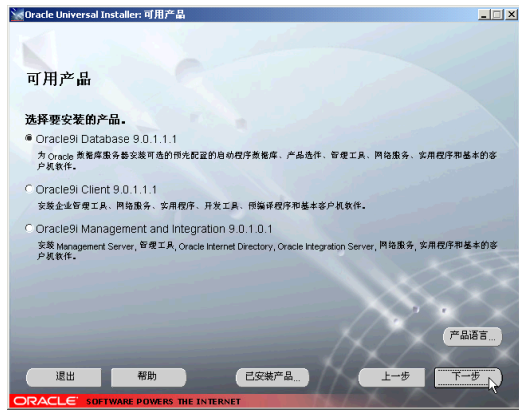 Oracle Universal Installer: 可用产品
可用产品
选择要安装的产品。
Oracle9i Database 9.0.1.1.1
为 Oracle 数据库服务器安装可选的预先配置的启动程序数据库、产品选件、管理工具、网络服务、实用程序和基本的客
户机软件。
Oracle9i Client 9.0.1.1.1
安装企业管理工具、网络服务、实用程序、开发工具、预编译程序和基本客户机软件。
Oracle9i Management and Integration 9.0.1.0.1
安装 Management Server, 管理工具, Oracle Internet Directory, Oracle Integration Server, 网络服务, 实用程序和基本的客
户机软件。
产品语言...
退出 帮助 已安装产品... 上一步 下一步
ORACLE SOFTWARE POWERS THE INTERNET